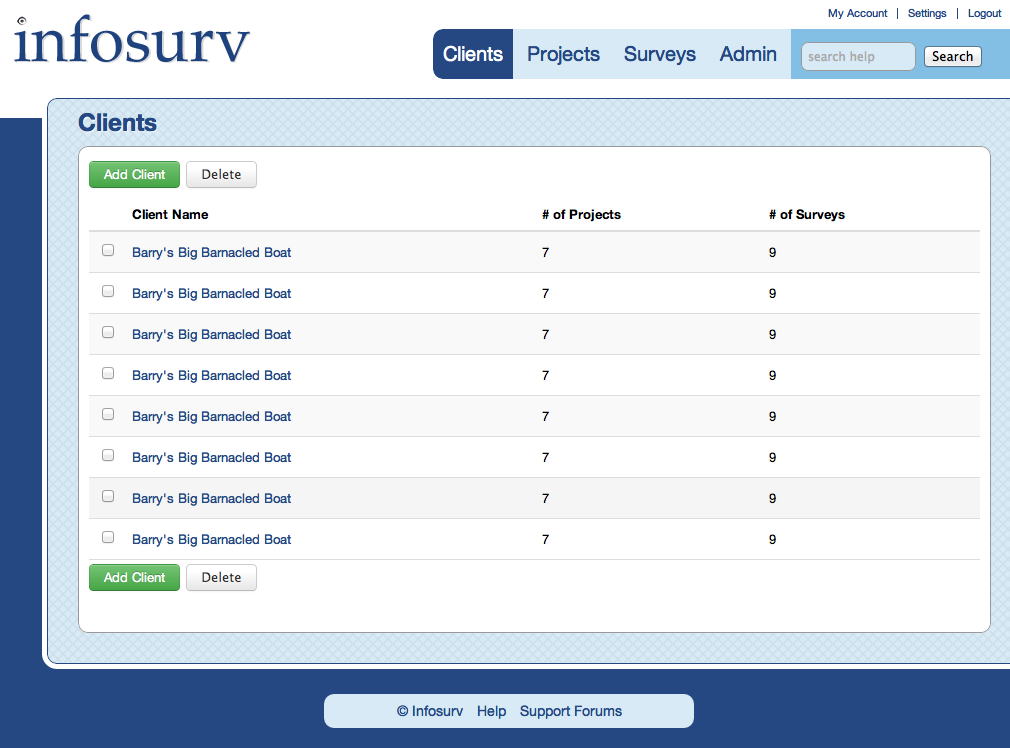 My Account | Settings | Logout
infosurv
Clients Projects Surveys Admin search help Search
Clients
Add Client Delete
Client Name # of Projects # of Surveys
Barry's Big Barnacled Boat 7 9
Barry's Big Barnacled Boat 7 9
Barry's Big Barnacled Boat 7 9
Barry's Big Barnacled Boat 7 9
Barry's Big Barnacled Boat 7 9
Barry's Big Barnacled Boat 7 9
Barry's Big Barnacled Boat 7 9
Barry's Big Barnacled Boat 7 9
Add Client Delete
© Infosurv Help Support Forums